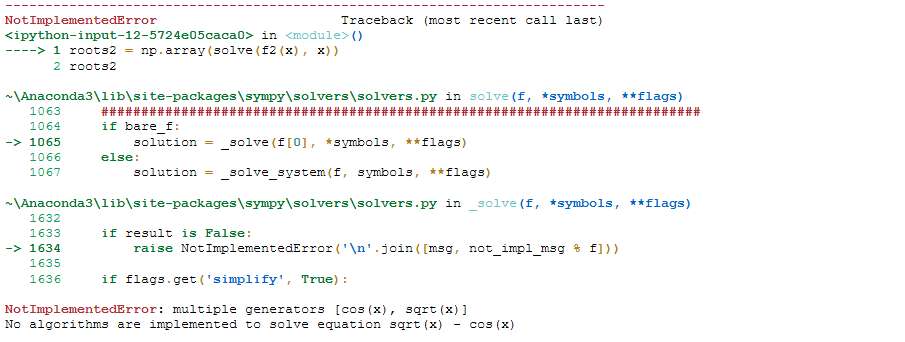 ---------------------------------------------------------------------------
NotImplementedError                       Traceback (most recent call last)
<ipython-input-12-5724e05caca0> in <module>()
----> 1 roots2 = np.array(solve(f2(x), x))
      2 roots2

~\Anaconda3\lib\site-packages\sympy\solvers\solvers.py in solve(f, *symbols, **flags)
   1063     ###########################################################################
   1064     if bare_f:
-> 1065         solution = _solve(f[0], *symbols, **flags)
   1066     else:
   1067         solution = _solve_system(f, symbols, **flags)

~\Anaconda3\lib\site-packages\sympy\solvers\solvers.py in _solve(f, *symbols, **flags)
   1632 
   1633     if result is False:
-> 1634         raise NotImplementedError('\n'.join([msg, not_impl_msg % f]))
   1635 
   1636     if flags.get('simplify', True):

NotImplementedError: multiple generators [cos(x), sqrt(x)]
No algorithms are implemented to solve equation sqrt(x) - cos(x)